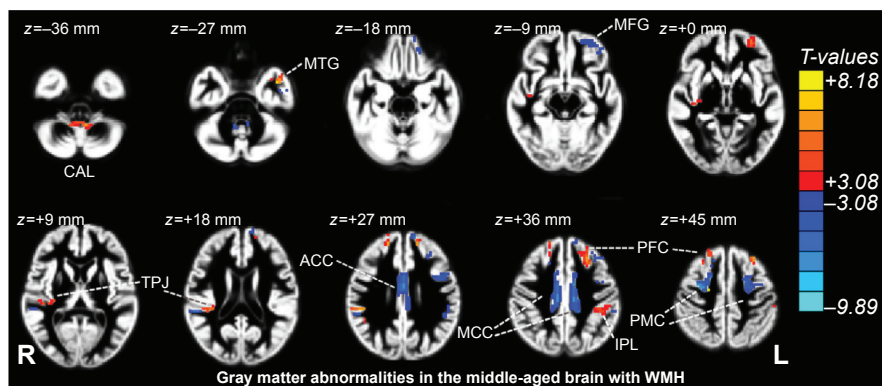 z=–36 mm
z=–27 mm
z=–18 mm
z=–9 mm
MFG
z=+0 mm
T-values
MTG
+8.18
CAL
+3.08
–3.08
z=+9 mm
z=+18 mm
z=+27 mm
z=+36 mm
z=+45 mm
ACC
PFC
TPJ
MCC
PMC
IPL
–9.89
R
L
Gray matter abnormalities in the middle-aged brain with WMH